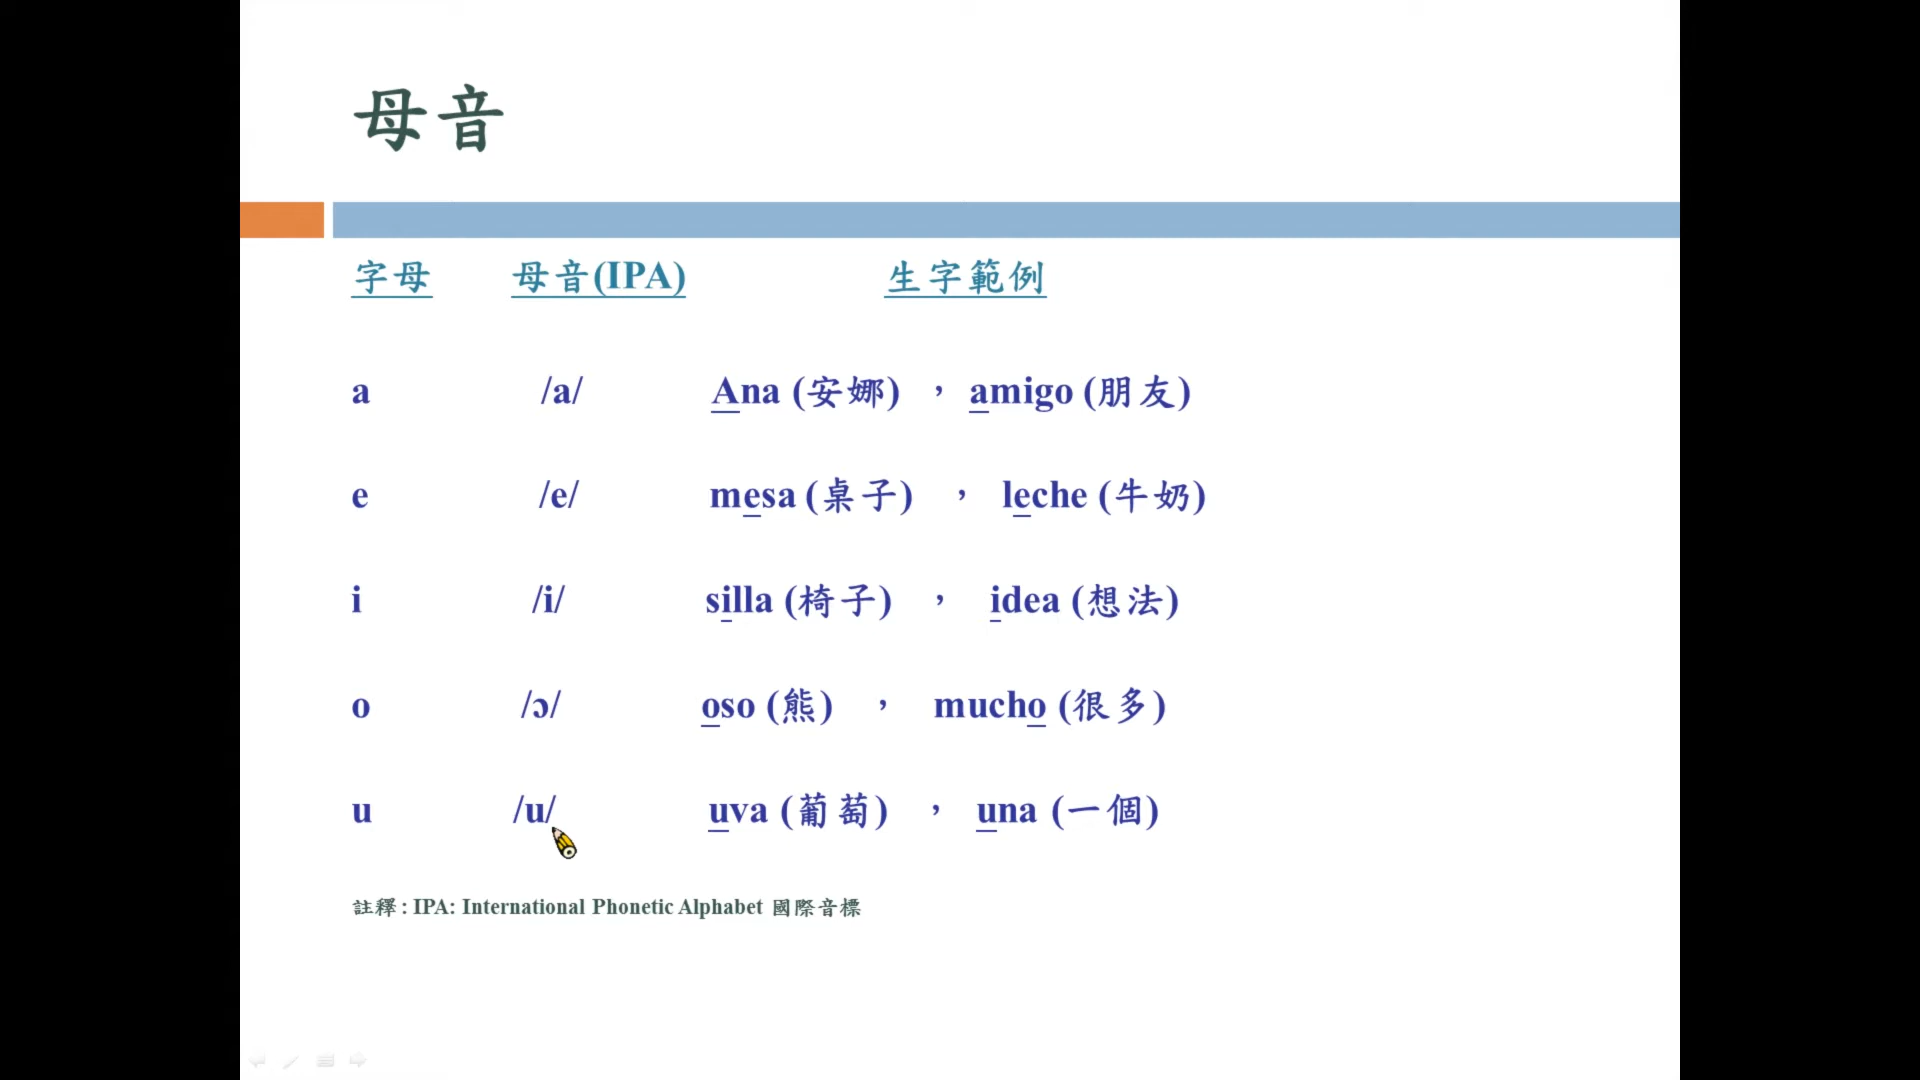 母音
字母 母音(IPA) 生字範例
a /a/ Ana (安娜) ， amigo (朋友)
e /e/ mesa (桌子) ， leche (牛奶)
i /i/ silla (椅子) ， idea (想法)
o /ɔ/ oso (熊) ， mucho (很多)
u /u/ uva (葡萄) ， una (一個)
註釋 : IPA: International Phonetic Alphabet 國際音標